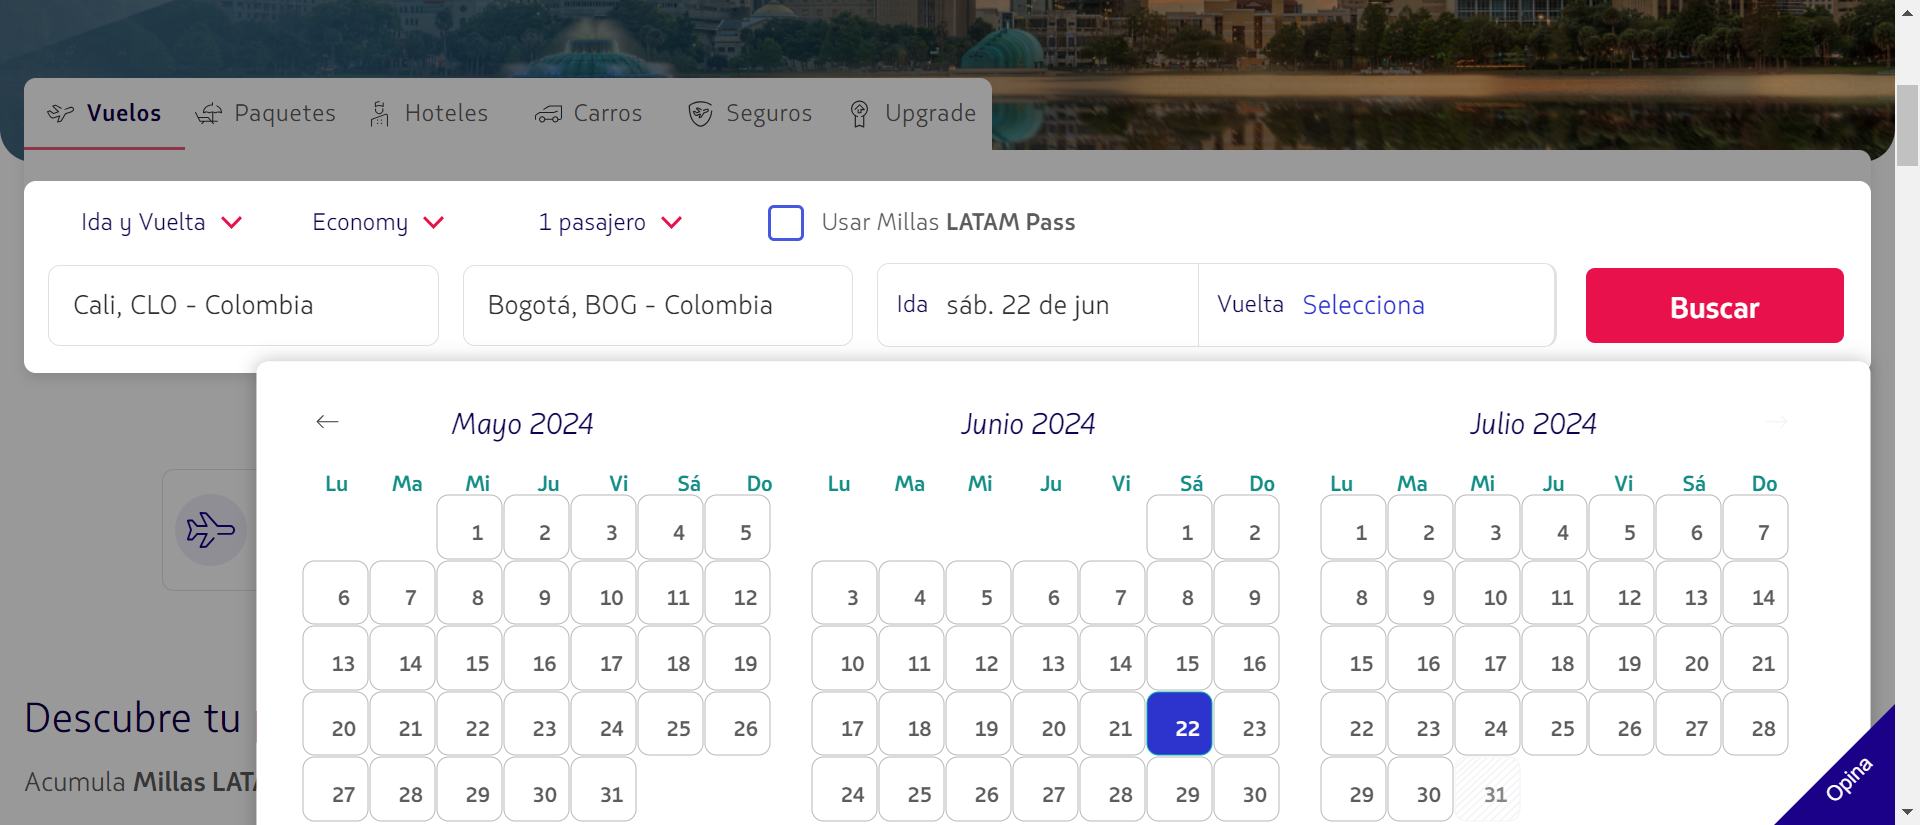 Vuelos Paquetes Hoteles Carros Seguros Upgrade
Ida y Vuelta Economy 1 pasajero Usar Millas LATAM Pass
Cali, CLO - Colombia Bogotá, BOG - Colombia Ida sáb. 22 de jun Vuelta Selecciona Buscar
Mayo 2024 Junio 2024 Julio 2024
Lu Ma Mi Ju Vi Sá Do Lu Ma Mi Ju Vi Sá Do Lu Ma Mi Ju Vi Sá Do
1 2 3 4 5 1 2 1 2 3 4 5 6 7
6 7 8 9 10 11 12 3 4 5 6 7 8 9 8 9 10 11 12 13 14
13 14 15 16 17 18 19 10 11 12 13 14 15 16 15 16 17 18 19 20 21
20 21 22 23 24 25 26 17 18 19 20 21 22 23 22 23 24 25 26 27 28
27 28 29 30 31 24 25 26 27 28 29 30 29 30 31
Descubre tu
Acumula Millas LAT
Opina